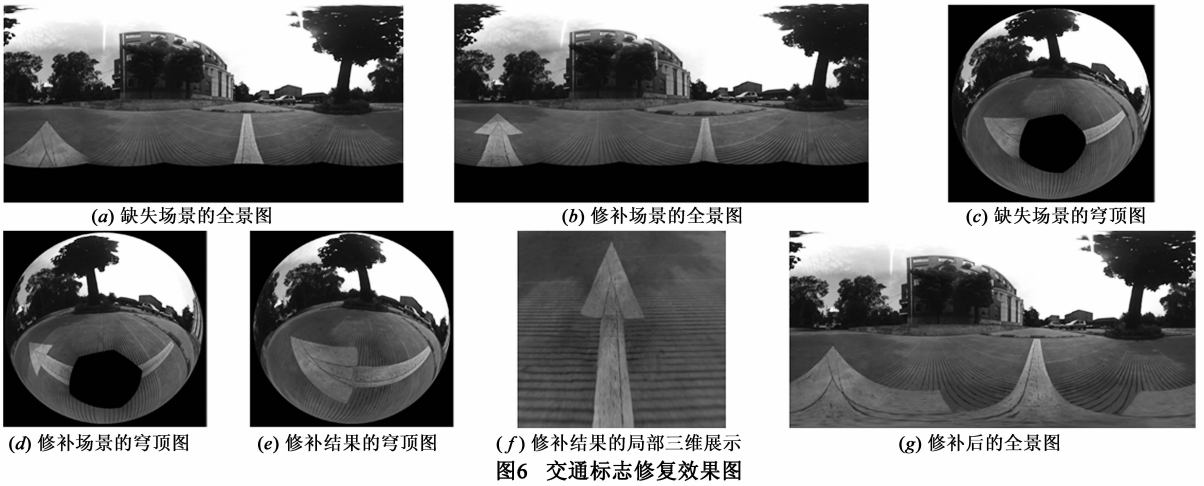 (a) 缺失场景的全景图
(b) 修补场景的全景图
(c) 缺失场景的穹顶图
(d) 修补场景的穹顶图
(e) 修补结果的穹顶图
(f) 修补结果的局部三维展示
(g) 修补后的全景图
图6 交通标志修复效果图